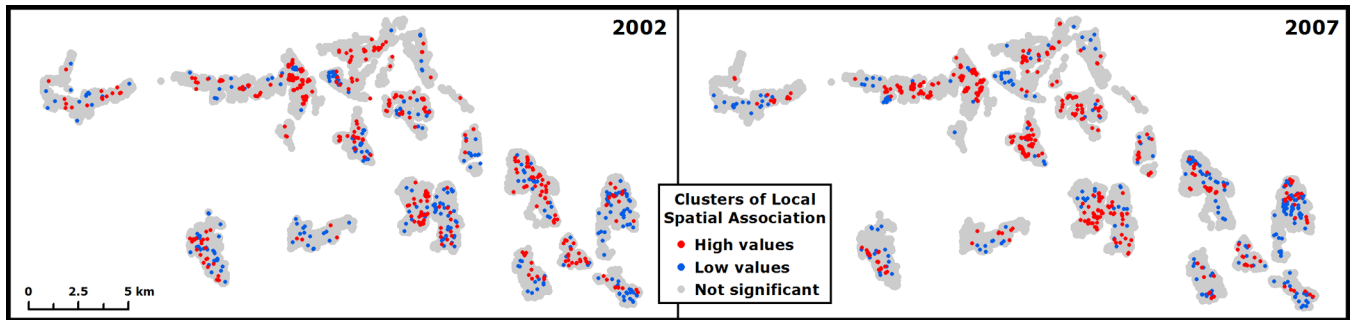 2002
2007
Clusters of Local
Spatial Association
High values
Low values
Not significant
0 2.5 5 km